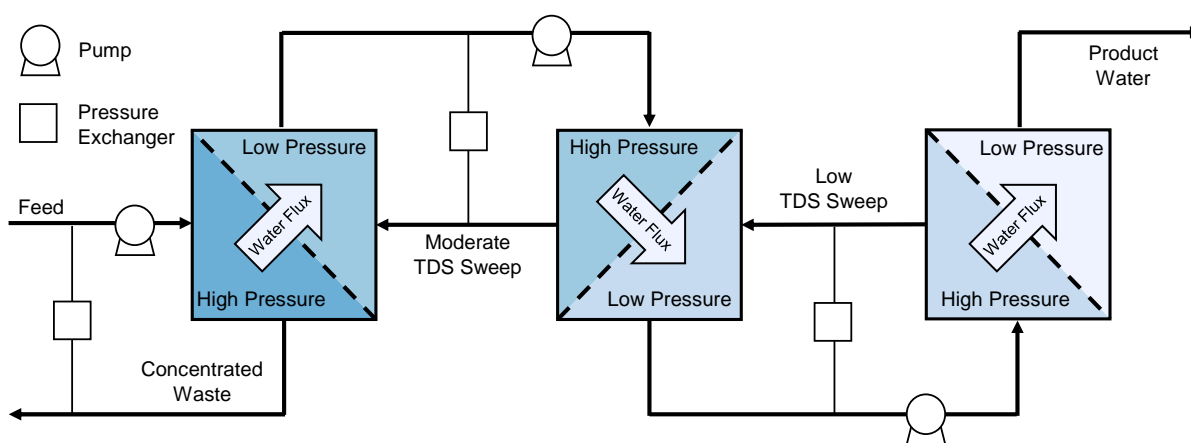 Pump
Pressure
Exchanger
Feed
Low Pressure
Water Flux
High Pressure
Concentrated
Waste
Moderate
TDS Sweep
High Pressure
Water Flux
Low Pressure
Low
TDS Sweep
Low Pressure
Water Flux
High Pressure
Product
Water